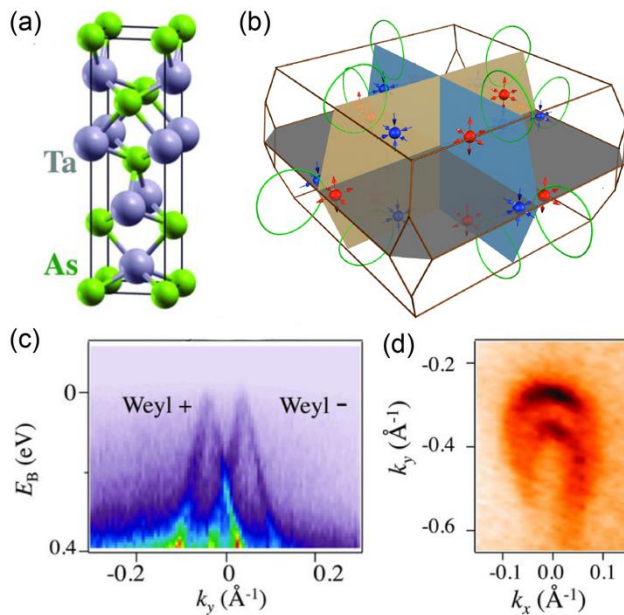 (a)
(b)
Ta
As
(c)
(d)
Weyl +
Weyl -
0
0.4
E_B (eV)
-0.2
0
0.2
k_y (Å⁻¹)
-0.2
-0.4
-0.6
k_y (Å⁻¹)
-0.1
0.0
0.1
k_x (Å⁻¹)